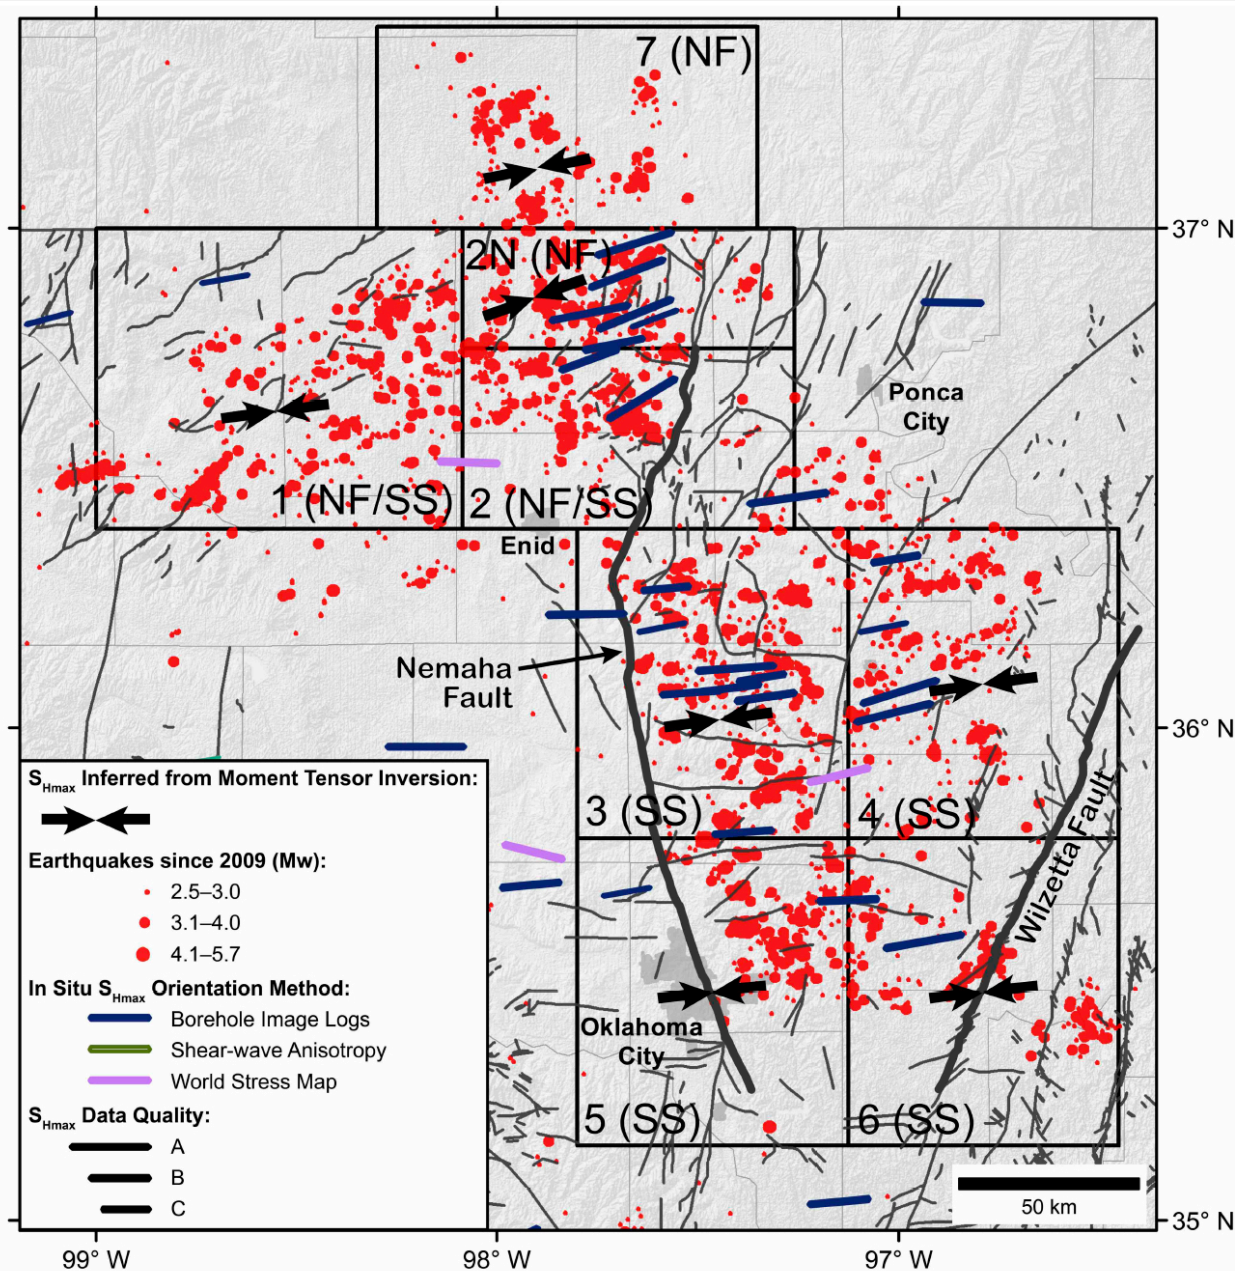 7 (NF)
37° N
2N (NF)
Ponca
City
1 (NF/SS)
2 (NF/SS)
Enid
Nemaha
Fault
36° N
3 (SS)
4 (SS)
Wilzetta Fault
S_Hmax Inferred from Moment Tensor Inversion:
Earthquakes since 2009 (Mw):
2.5–3.0
3.1–4.0
4.1–5.7
In Situ S_Hmax Orientation Method:
Borehole Image Logs
Shear-wave Anisotropy
World Stress Map
S_Hmax Data Quality:
A
B
C
Oklahoma
City
5 (SS)
6 (SS)
50 km
35° N
99° W
98° W
97° W